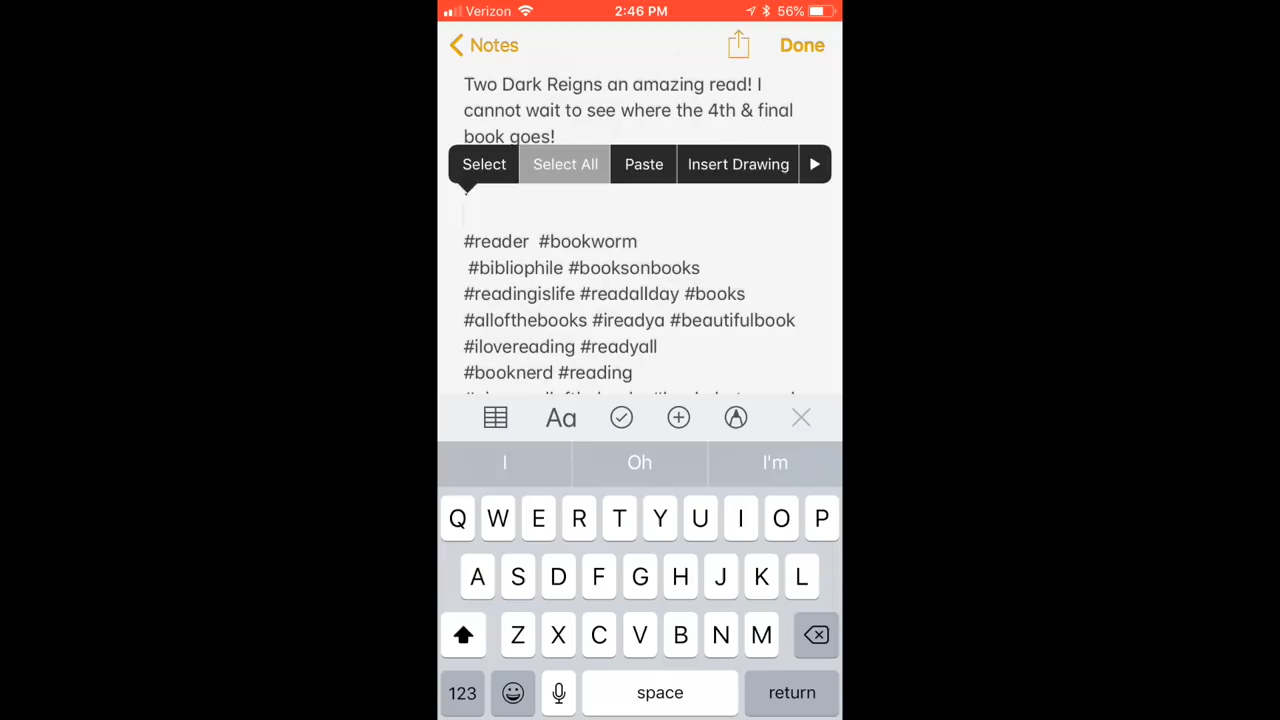 Verizon 2:46 PM 56%
Notes Done
Two Dark Reigns an amazing read! I
cannot wait to see where the 4th & final
book goes!
Select Select All Paste Insert Drawing
.
#reader #bookworm
#bibliophile #booksonbooks
#readingislife #readallday #books
#allofthebooks #ireadya #beautifulbook
#ilovereading #readyall
#booknerd #reading
Aa
I Oh I'm
Q W E R T Y U I O P
A S D F G H J K L
Z X C V B N M
123 space return